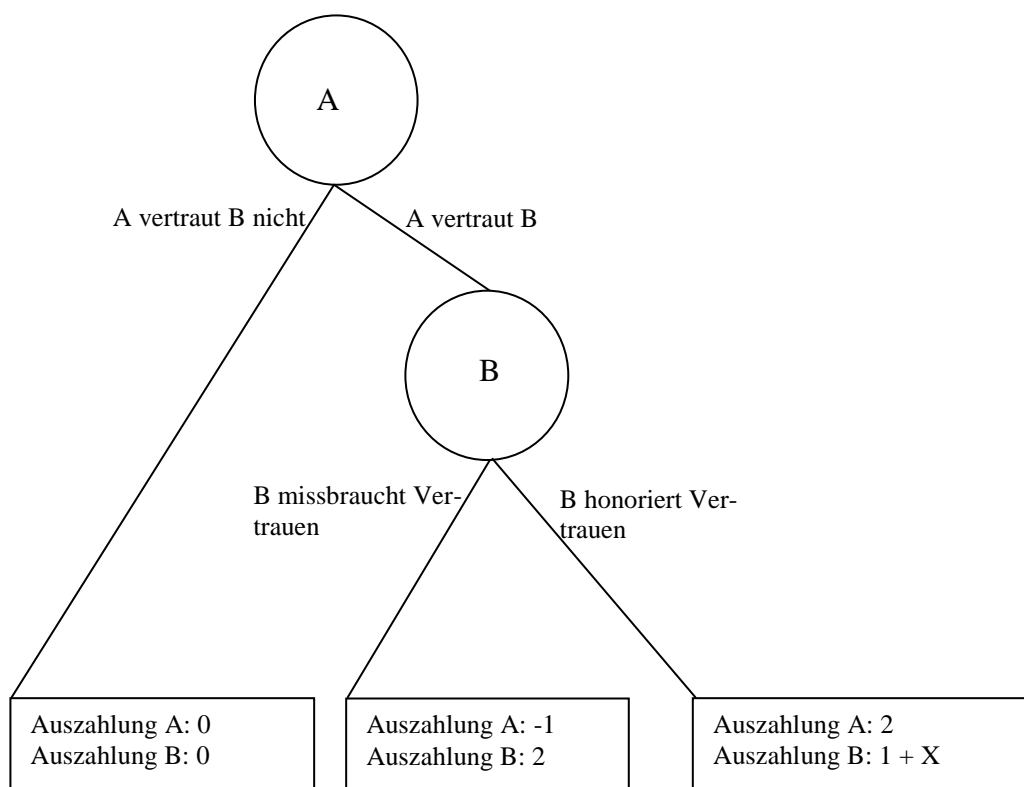 A
A vertraut B nicht
A vertraut B
B
B missbraucht Ver-
trauen
B honoriert Ver-
trauen
Auszahlung A: 0
Auszahlung B: 0
Auszahlung A: -1
Auszahlung B: 2
Auszahlung A: 2
Auszahlung B: 1 + X